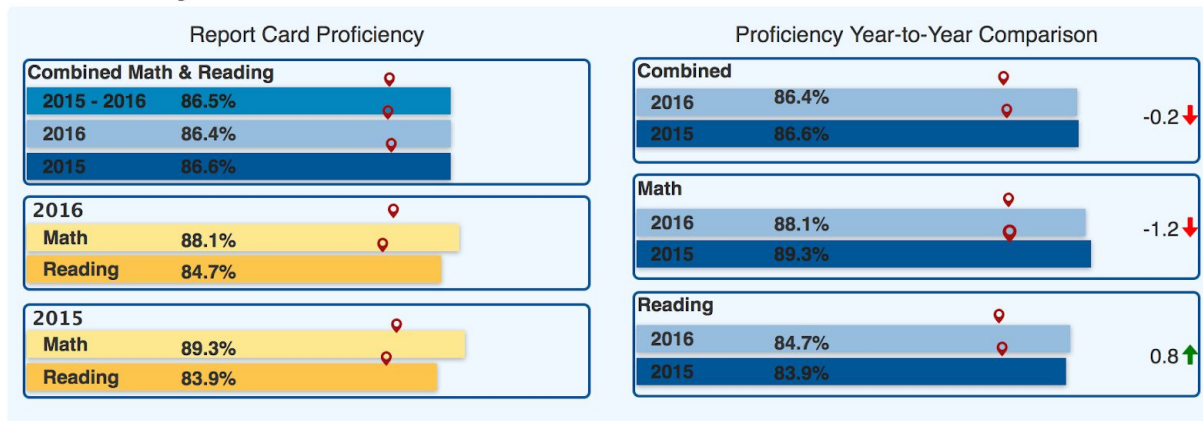 Report Card Proficiency
Combined Math & Reading
2015 - 2016 86.5%
2016 86.4%
2015 86.6%
2016
Math 88.1%
Reading 84.7%
2015
Math 89.3%
Reading 83.9%
Proficiency Year-to-Year Comparison
Combined
2016 86.4%
2015 86.6%
-0.2
Math
2016 88.1%
2015 89.3%
-1.2
Reading
2016 84.7%
2015 83.9%
0.8